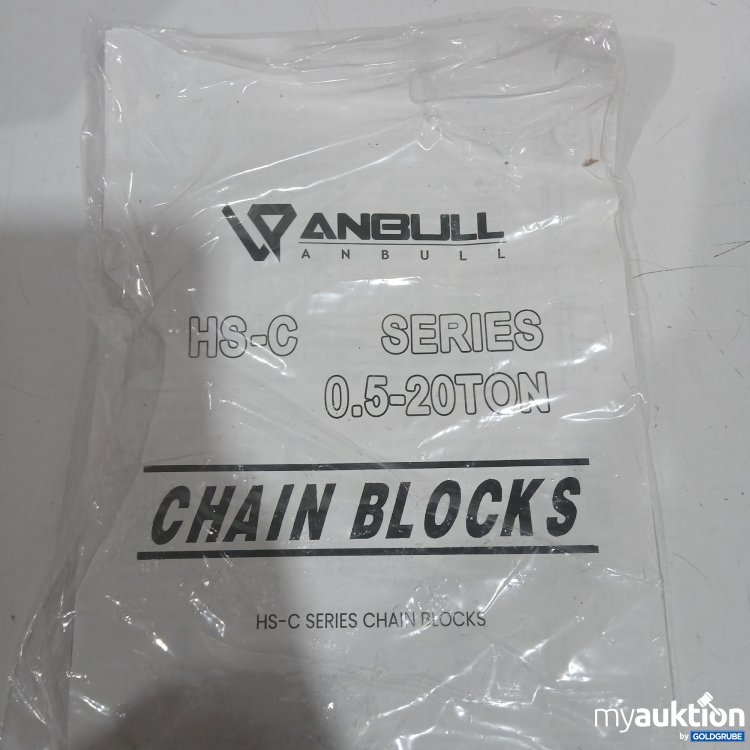 ANBULL
ANBULL
HS-C SERIES
0.5-20TON
CHAIN BLOCKS
HS-C SERIES CHAIN BLOCKS
myauktion
by GOLDGRUBE